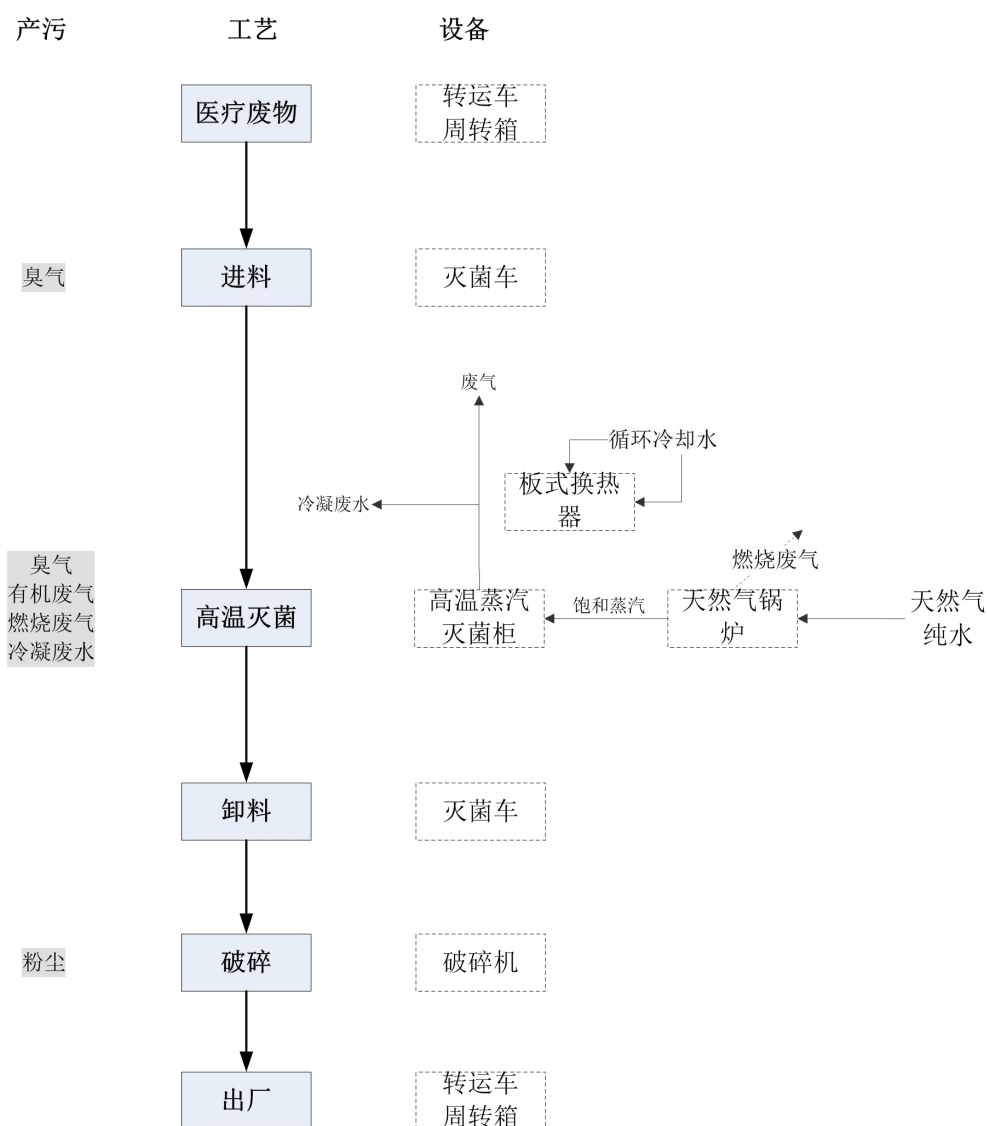 产污 工艺 设备
医疗废物
转运车
周转箱
臭气
进料
灭菌车
废气
循环冷却水
板式换热
器
冷凝废水
燃烧废气
臭气
有机废气
燃烧废气
冷凝废水
高温灭菌
高温蒸汽
灭菌柜
饱和蒸汽
天然气锅
炉
天然气
纯水
卸料
灭菌车
粉尘
破碎
破碎机
出厂
转运车
周转箱